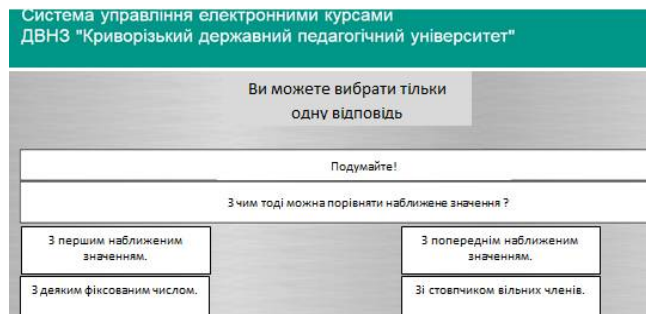 Система управління електронними курсами
ДВНЗ "Криворізький державний педагогічний університет"
Ви можете вибрати тільки
одну відповідь
Подумайте!
З чим тоді можна порівняти наближене значення ?
З першим наближеним
значенням.
З попереднім наближеним
значенням.
З деяким фіксованим числом.
Зі стовпчиком вільних членів.